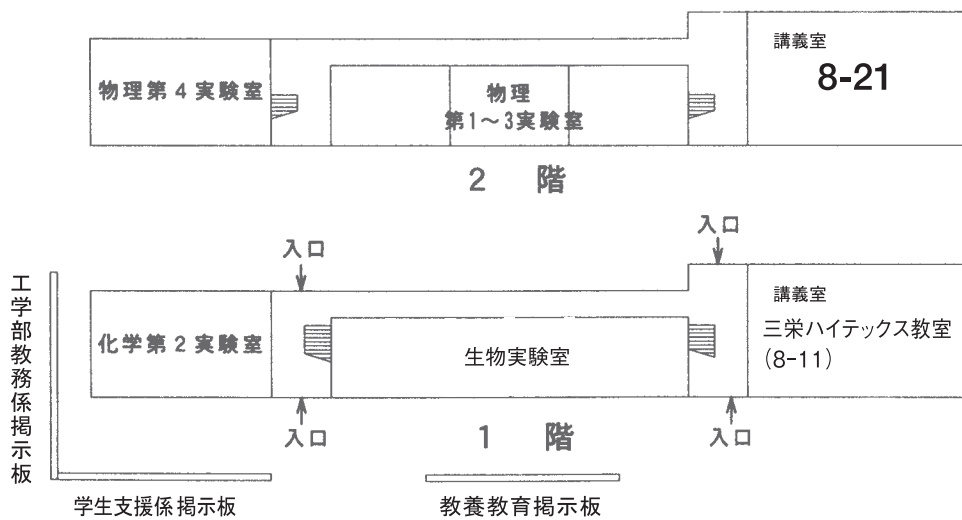 講義室
8-21
物理第4実験室
物理
第1〜3実験室
2 階
入口
入口
工学部教務係掲示板
化学第2実験室
生物実験室
講義室
三栄ハイテックス教室
(8-11)
入口
1 階
入口
学生支援係掲示板
教養教育掲示板